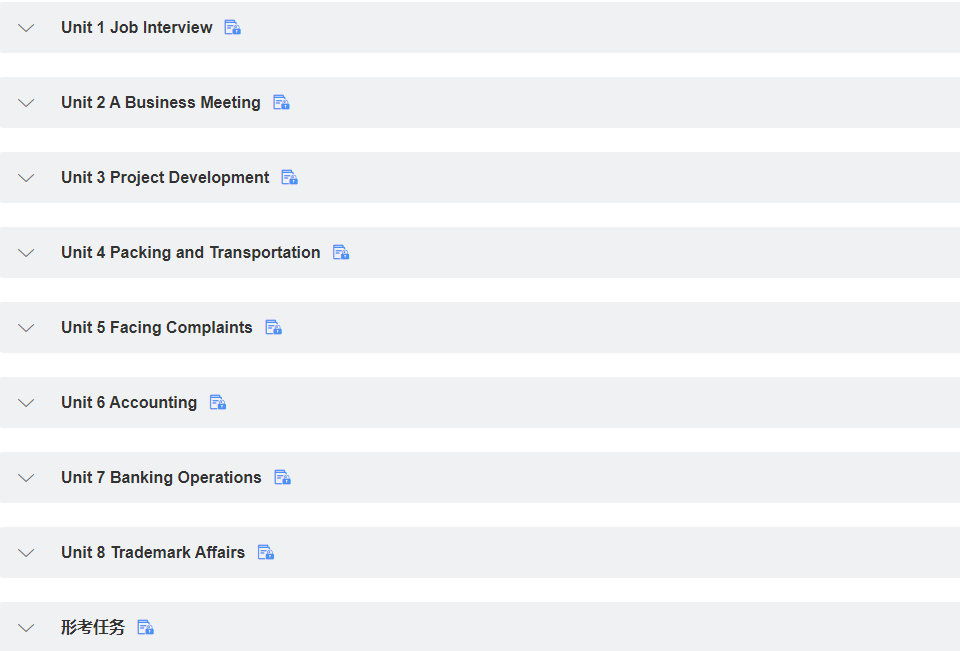 Unit 1 Job Interview
Unit 2 A Business Meeting
Unit 3 Project Development
Unit 4 Packing and Transportation
Unit 5 Facing Complaints
Unit 6 Accounting
Unit 7 Banking Operations
Unit 8 Trademark Affairs
形考任务